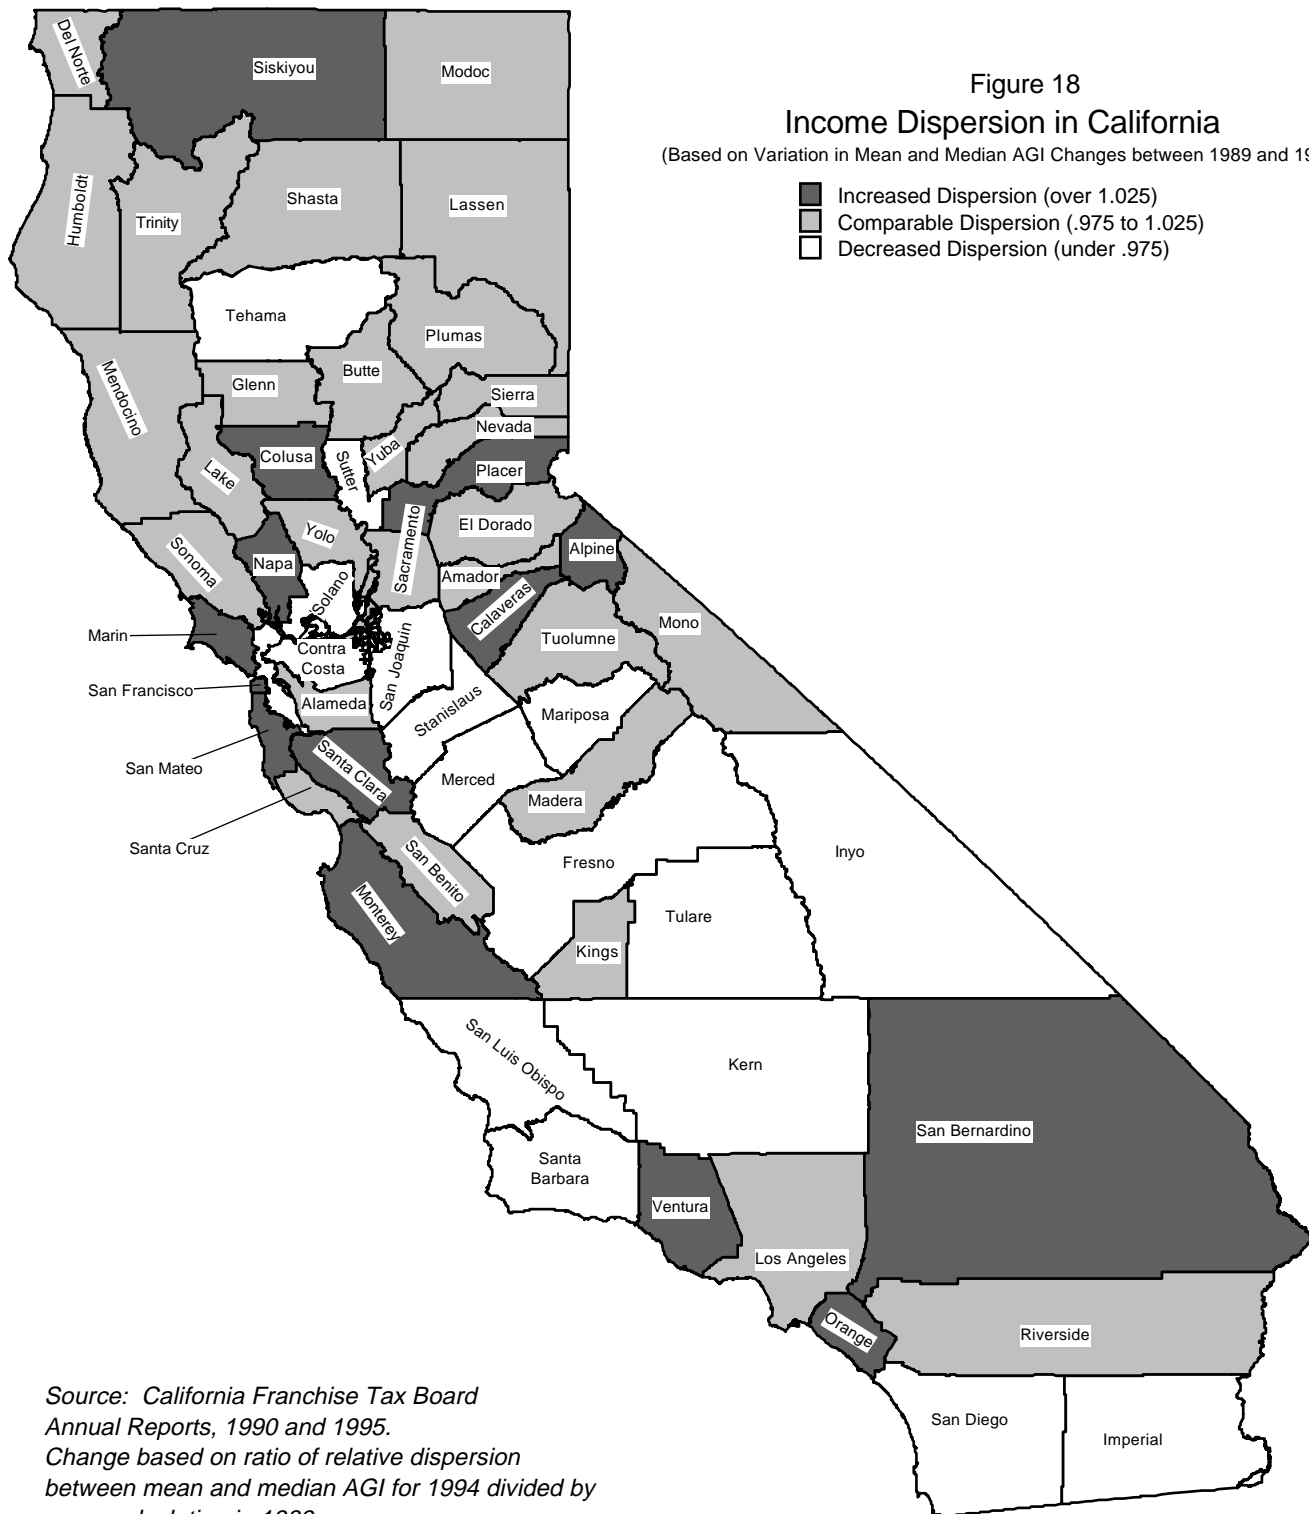 Figure 18
Income Dispersion in California
(Based on Variation in Mean and Median AGI Changes between 1989 and
Increased Dispersion (over 1.025)
Comparable Dispersion (.975 to 1.025)
Decreased Dispersion (under .975)
Del Norte
Siskiyou
Modoc
Humboldt
Trinity
Shasta
Lassen
Tehama
Plumas
Mendocino
Glenn
Butte
Sierra
Nevada
Colusa
Lake
Sutter
Yuba
Placer
El Dorado
Yolo
Sacramento
Sonoma
Napa
Alpine
Amador
Solano
Calaveras
Mono
Marin
Contra
Costa
San Joaquin
Tuolumne
San Francisco
Alameda
Stanislaus
Mariposa
San Mateo
Santa Clara
Merced
Madera
Santa Cruz
San Benito
Fresno
Inyo
Monterey
Tulare
Kings
San Luis Obispo
Kern
San Bernardino
Santa
Barbara
Ventura
Los Angeles
Orange
Riverside
San Diego
Imperial
Source: California Franchise Tax Board
Annual Reports, 1990 and 1995.
Change based on ratio of relative dispersion
between mean and median AGI for 1994 divided by